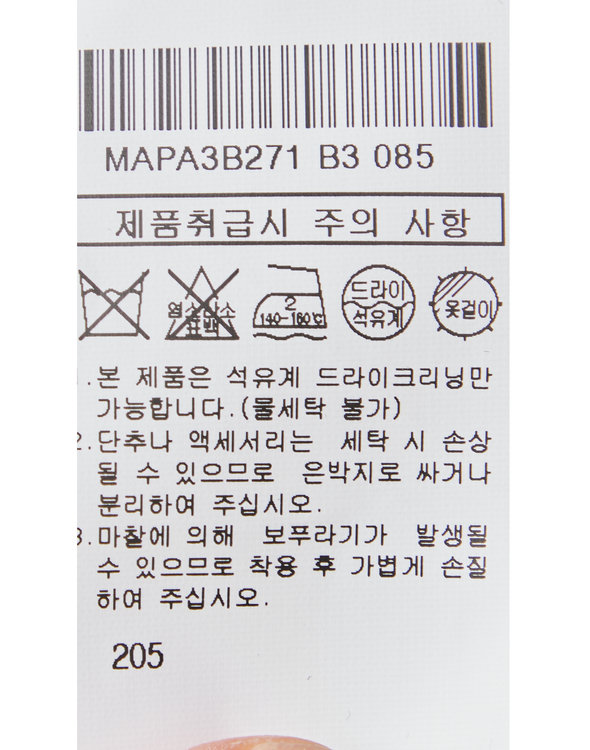 MAPA3B271 B3 085
제품취급시 주의 사항
염소산소
표백
2
140-160℃
드라이
석유계
옷걸이
1.본 제품은 석유계 드라이크리닝만
가능합니다.(물세탁 불가)
2.단추나 액세서리는 세탁 시 손상
될 수 있으므로 은박지로 싸거나
분리하여 주십시오.
3.마찰에 의해 보푸라기가 발생될
수 있으므로 착용 후 가볍게 손질
하여 주십시오.
205